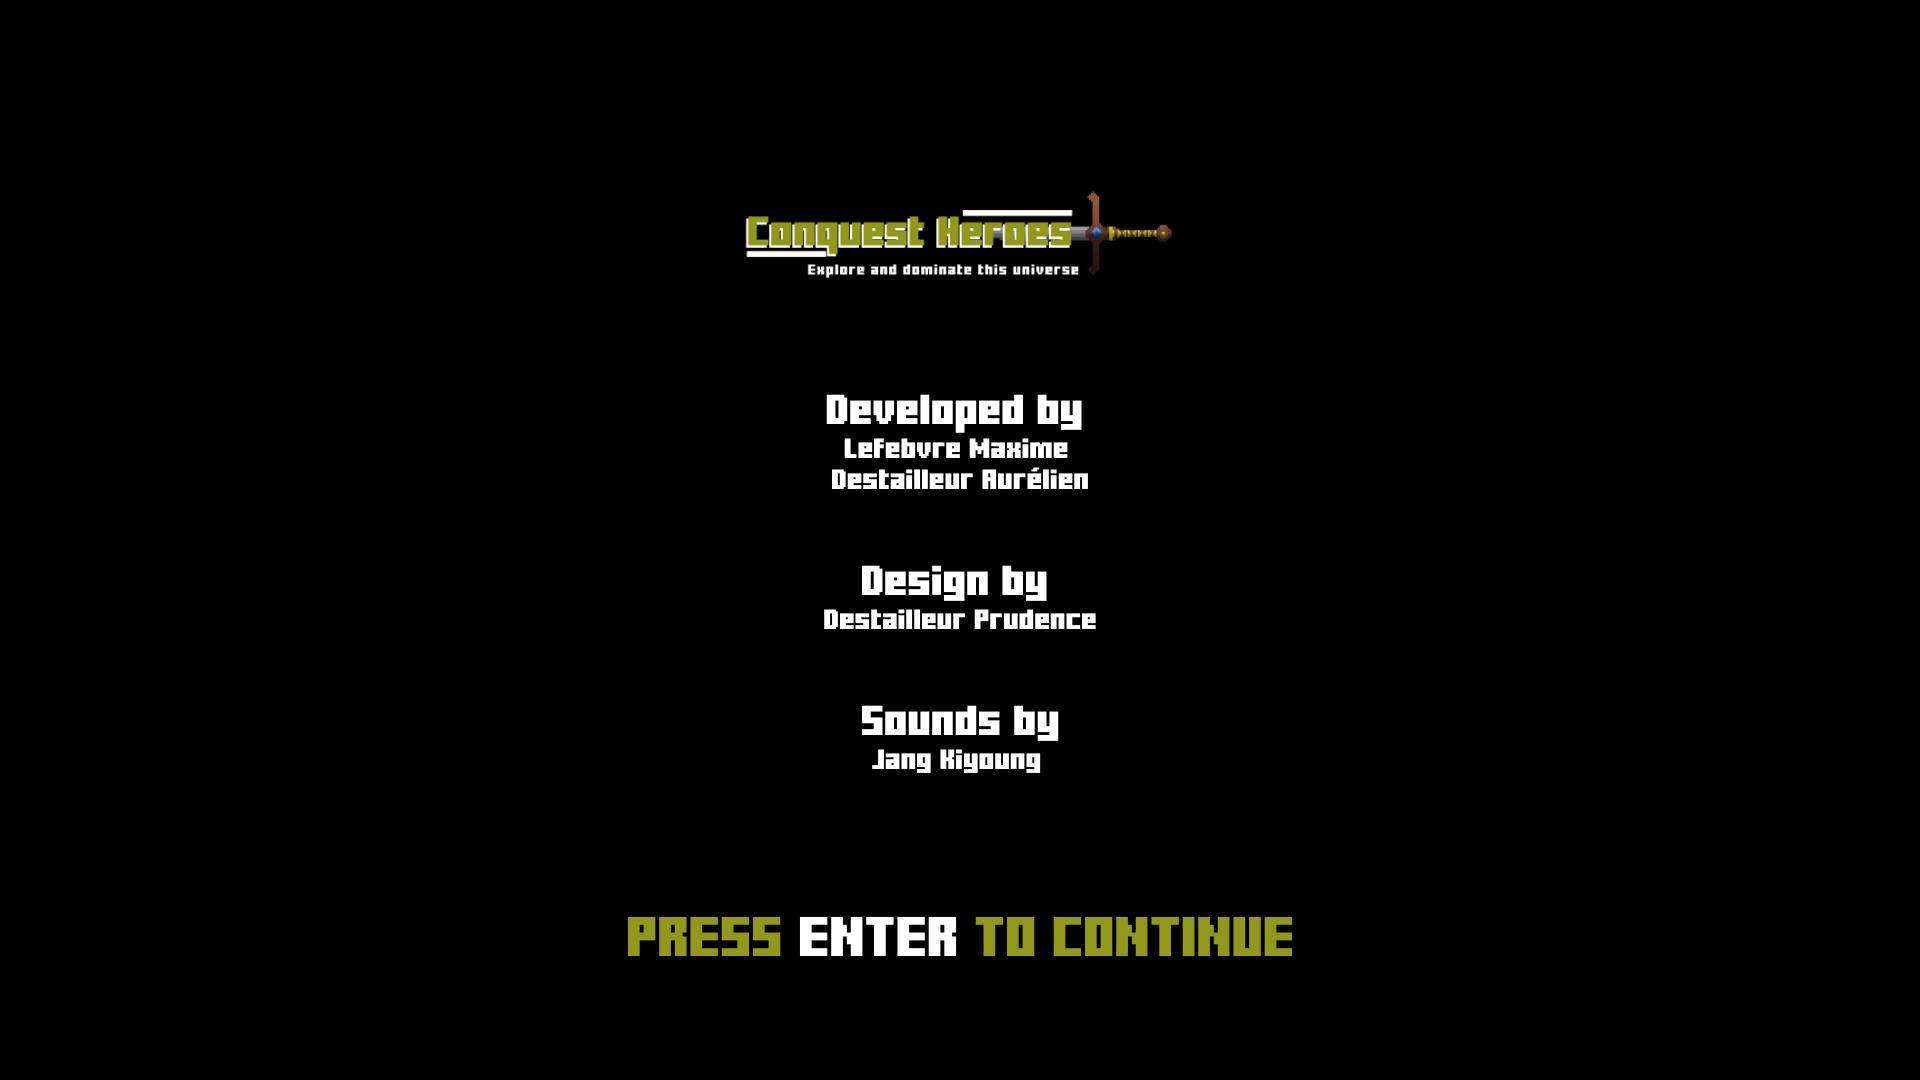 Conquest Heroes
Explore and dominate this universe
Developed by
Lefebvre Maxime
Destailleur Aurélien
Design by
Destailleur Prudence
Sounds by
Jang Kiyoung
PRESS ENTER TO CONTINUE